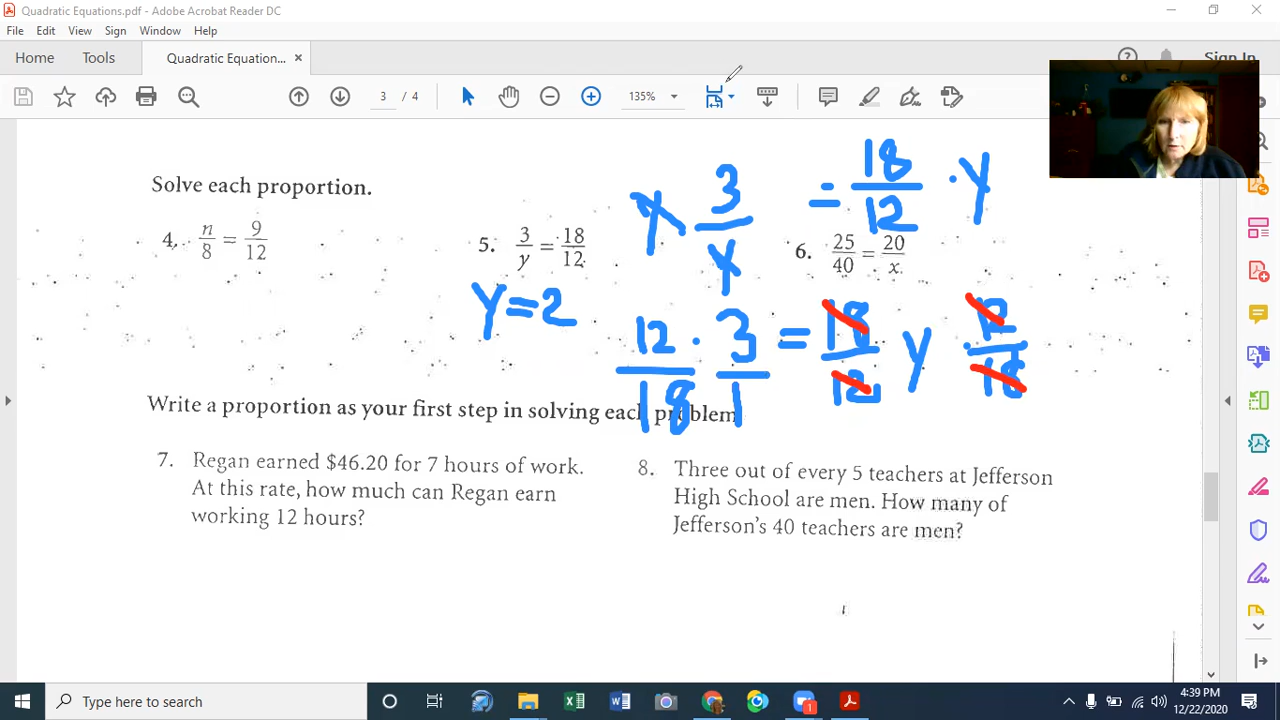 Quadratic Equations.pdf - Adobe Acrobat Reader DC
File Edit View Sign Window Help
Home Tools Quadratic Equation... × Sign In
3 / 4 135%
Solve each proportion.
4. n/8 = 9/12
5. 3/y = 18/12
6. 25/40 = 20/x
y · 3/y = 18/12 · y
y = 2
12/18 · 3/1 = 18/12 y · 12/18
Write a proportion as your first step in solving each problem
7. Regan earned $46.20 for 7 hours of work.
At this rate, how much can Regan earn
working 12 hours?
8. Three out of every 5 teachers at Jefferson
High School are men. How many of
Jefferson's 40 teachers are men?
Type here to search
1
4:39 PM
12/22/2020